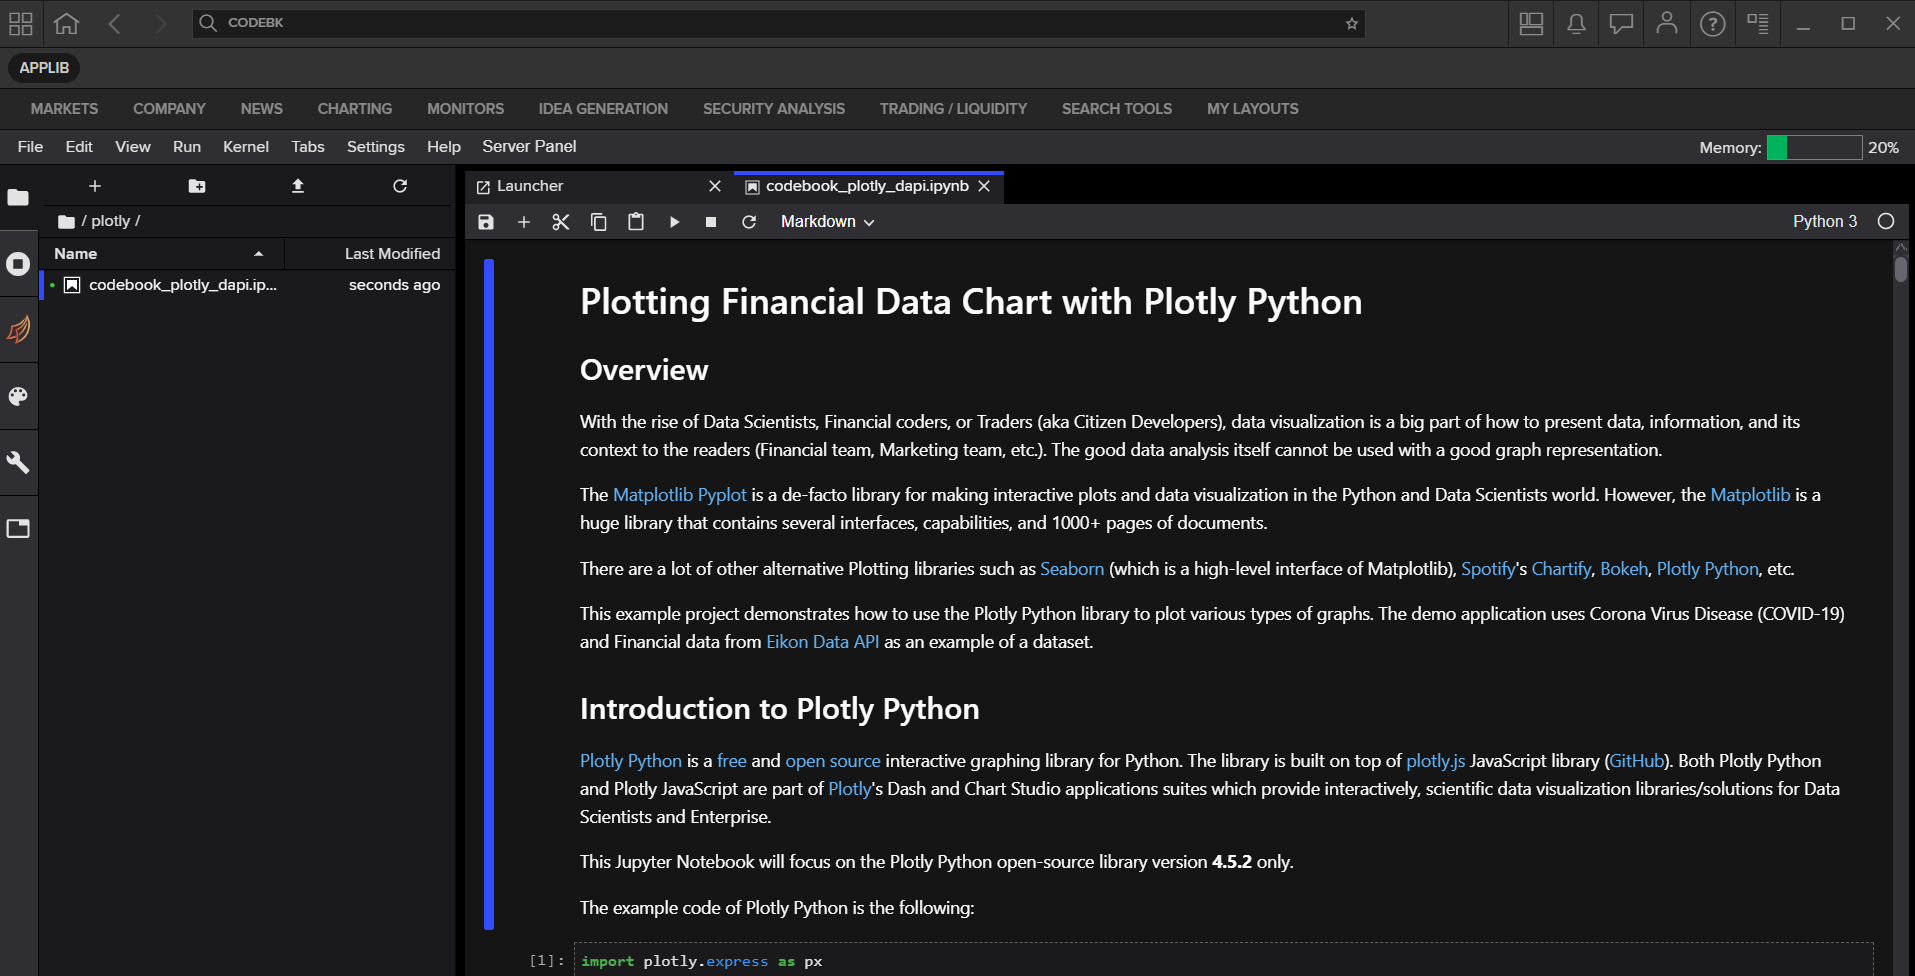 CODEBK
APPLIB
MARKETS COMPANY NEWS CHARTING MONITORS IDEA GENERATION SECURITY ANALYSIS TRADING / LIQUIDITY SEARCH TOOLS MY LAYOUTS
File Edit View Run Kernel Tabs Settings Help Server Panel Memory: 20%
Launcher codebook_plotly_dapi.ipynb
/ plotly /
Markdown Python 3
Name Last Modified
codebook_plotly_dapi.ip... seconds ago
Plotting Financial Data Chart with Plotly Python
Overview
With the rise of Data Scientists, Financial coders, or Traders (aka Citizen Developers), data visualization is a big part of how to present data, information, and its
context to the readers (Financial team, Marketing team, etc.). The good data analysis itself cannot be used with a good graph representation.
The Matplotlib Pyplot is a de-facto library for making interactive plots and data visualization in the Python and Data Scientists world. However, the Matplotlib is a
huge library that contains several interfaces, capabilities, and 1000+ pages of documents.
There are a lot of other alternative Plotting libraries such as Seaborn (which is a high-level interface of Matplotlib), Spotify's Chartify, Bokeh, Plotly Python, etc.
This example project demonstrates how to use the Plotly Python library to plot various types of graphs. The demo application uses Corona Virus Disease (COVID-19)
and Financial data from Eikon Data API as an example of a dataset.
Introduction to Plotly Python
Plotly Python is a free and open source interactive graphing library for Python. The library is built on top of plotly.js JavaScript library (GitHub). Both Plotly Python
and Plotly JavaScript are part of Plotly's Dash and Chart Studio applications suites which provide interactively, scientific data visualization libraries/solutions for Data
Scientists and Enterprise.
This Jupyter Notebook will focus on the Plotly Python open-source library version 4.5.2 only.
The example code of Plotly Python is the following:
[1]: import plotly.express as px